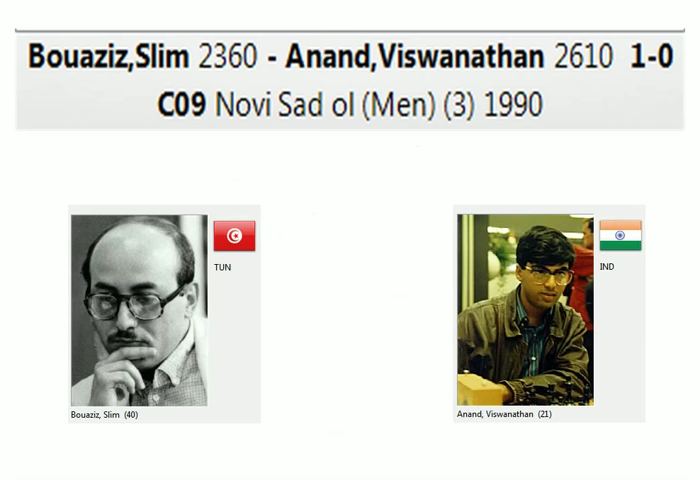 Bouaziz,Slim 2360 - Anand,Viswanathan 2610 1-0
C09 Novi Sad ol (Men) (3) 1990
TUN
IND
Bouaziz, Slim (40)
Anand, Viswanathan (21)